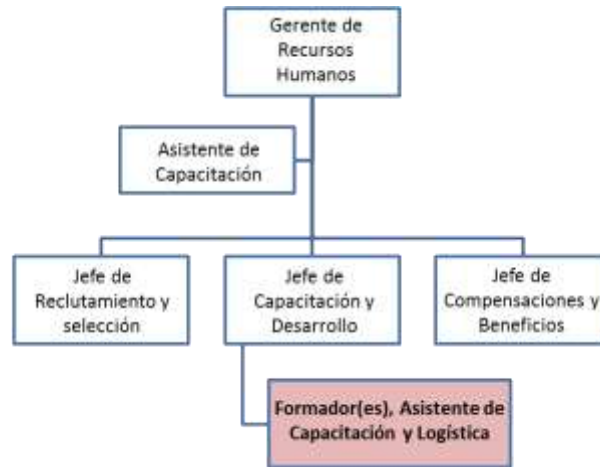 Gerente de
Recursos
Humanos
Asistente de
Capacitación
Jefe de
Reclutamiento y
selección
Jefe de
Capacitación y
Desarrollo
Jefe de
Compensaciones y
Beneficios
Formador(es), Asistente de
Capacitación y Logística